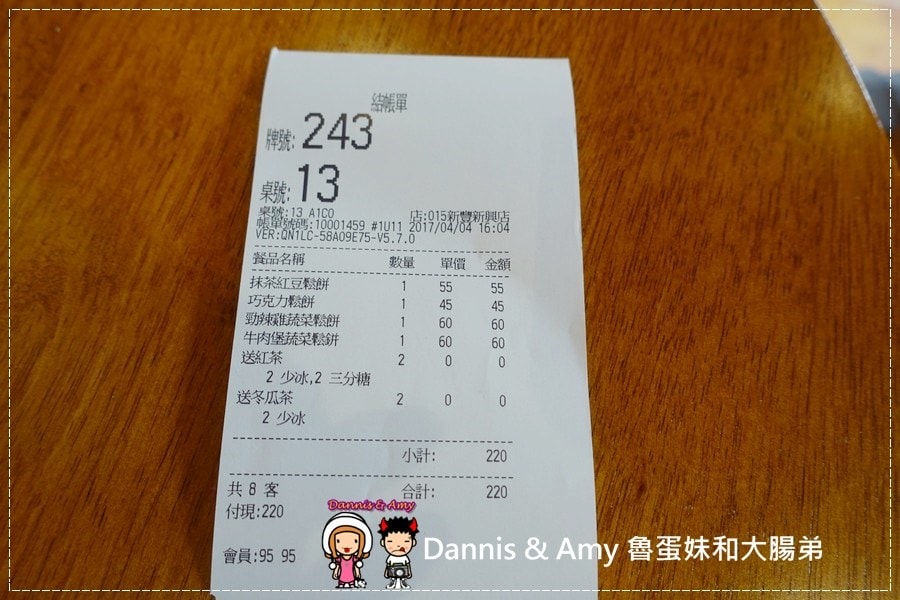 結帳單
牌號: 243
桌號: 13
桌號:13 A1CO 店:015新豐新興店
帳單號碼:10001459 #1U11 2017/04/04 16:04
VER:QN1LC-58A09E75-V5.7.0
餐品名稱 數量 單價 金額
抹茶紅豆鬆餅 1 55 55
巧克力鬆餅 1 45 45
勁辣雞蔬菜鬆餅 1 60 60
牛肉堡蔬菜鬆餅 1 60 60
送紅茶 2 0 0
2 少冰,2 三分糖
送冬瓜茶 2 0 0
2 少冰
小計: 220
共 8 客 合計: 220
付現:220
會員:95 95
Dannis & Amy
Dannis & Amy 魯蛋妹和大腸弟